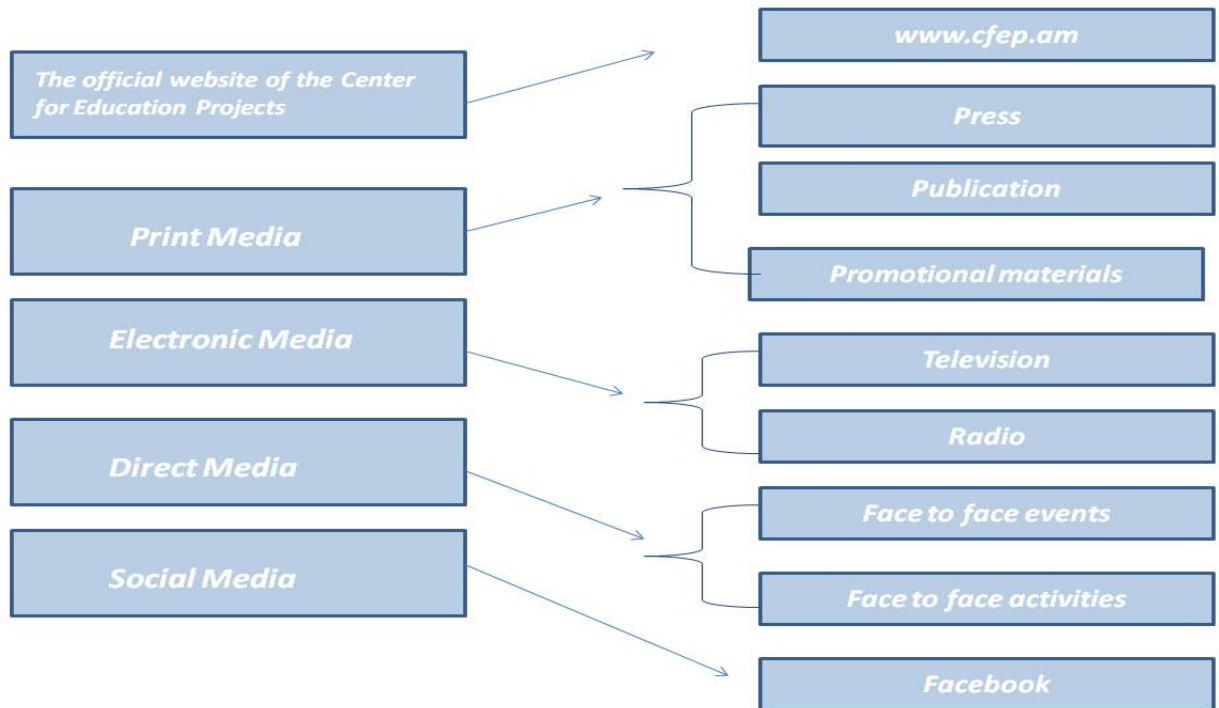 The official website of the Center
for Education Projects
Print Media
Electronic Media
Direct Media
Social Media
www.cfep.am
Press
Publication
Promotional materials
Television
Radio
Face to face events
Face to face activities
Facebook